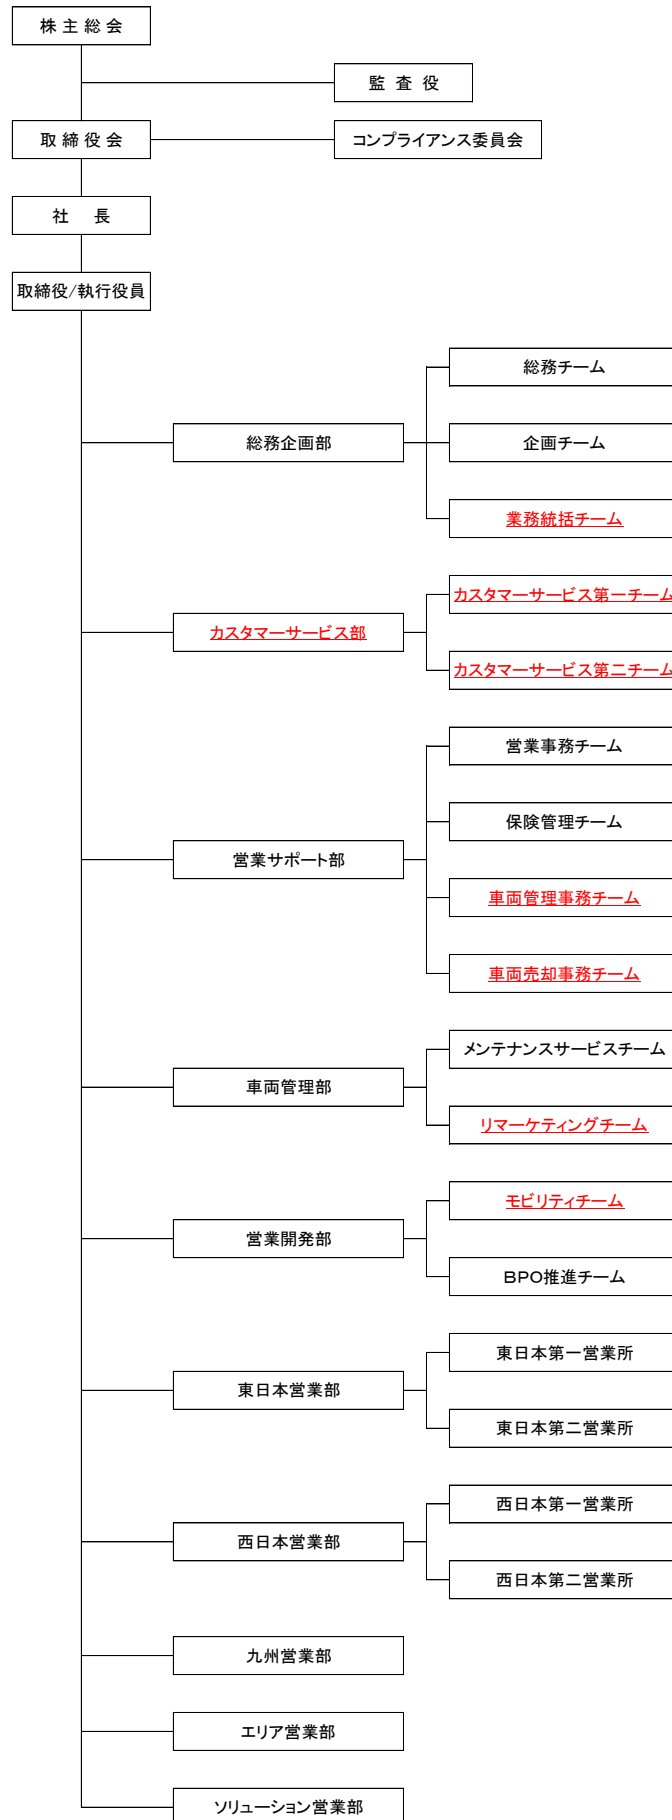 株主総会
監査役
取締役会
コンプライアンス委員会
社　長
取締役/執行役員
総務チーム
総務企画部
企画チーム
業務統括チーム
カスタマーサービス第一チーム
カスタマーサービス部
カスタマーサービス第二チーム
営業事務チーム
保険管理チーム
営業サポート部
車両管理事務チーム
車両売却事務チーム
メンテナンスサービスチーム
車両管理部
リマーケティングチーム
モビリティチーム
営業開発部
BPO推進チーム
東日本第一営業所
東日本営業部
東日本第二営業所
西日本第一営業所
西日本営業部
西日本第二営業所
九州営業部
エリア営業部
ソリューション営業部